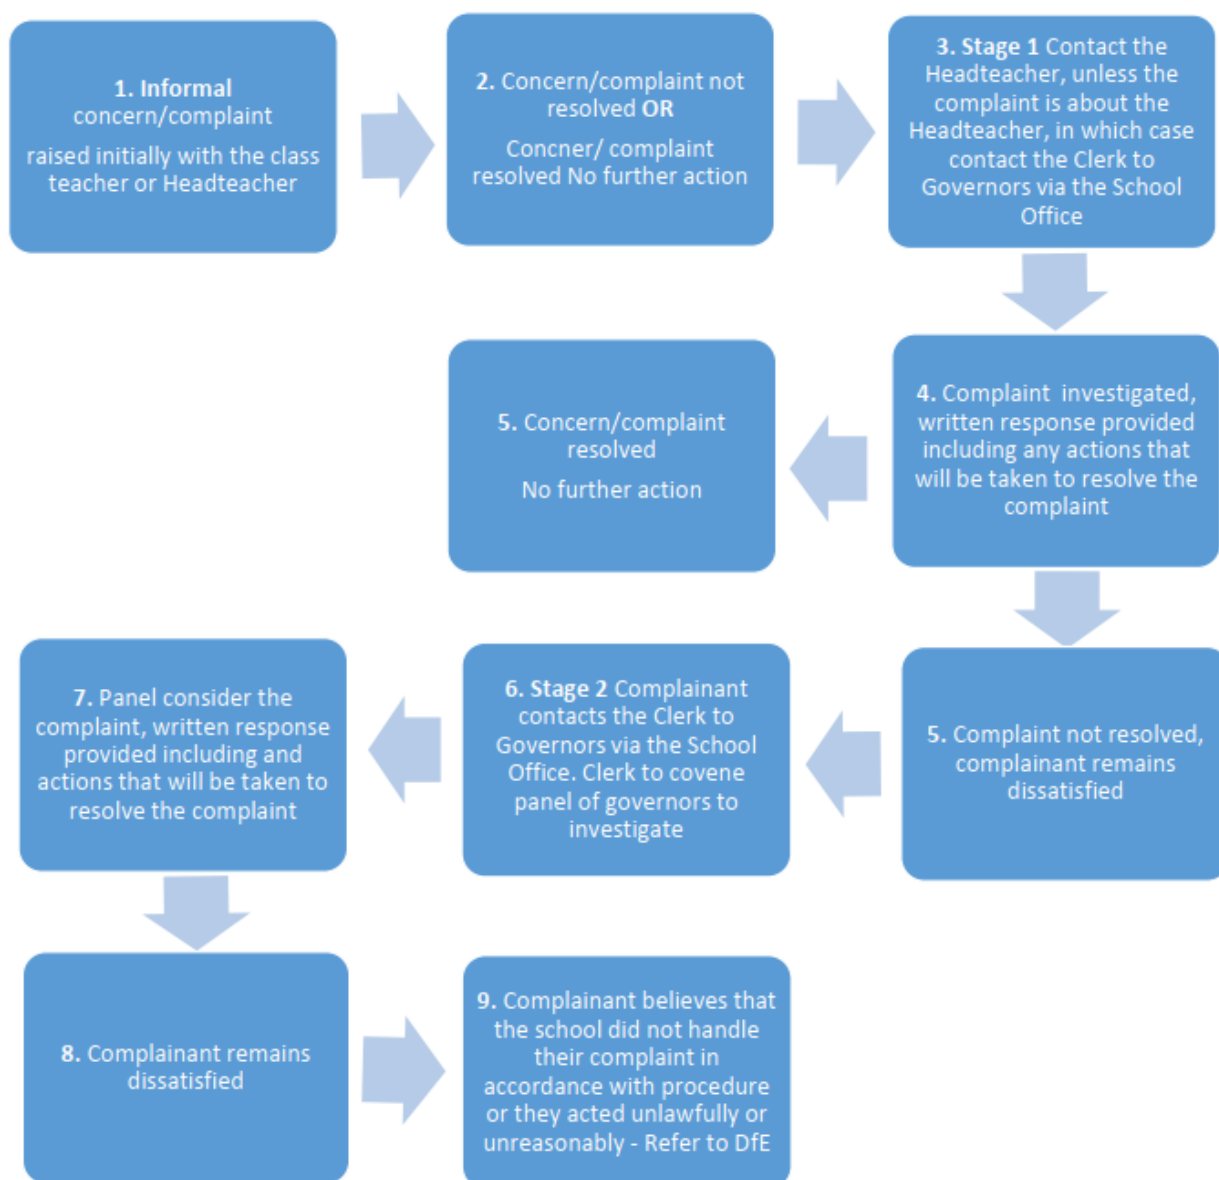 1. Informal
concern/complaint
raised initially with the class
teacher or Headteacher
2. Concern/complaint not
resolved OR
Concner/ complaint
resolved No further action
3. Stage 1 Contact the
Headteacher, unless the
complaint is about the
Headteacher, in which case
contact the Clerk to
Governors via the School
Office
4. Complaint investigated,
written response provided
including any actions that
will be taken to resolve the
complaint
5. Concern/complaint
resolved
No further action
5. Complaint not resolved,
complainant remains
dissatisfied
6. Stage 2 Complainant
contacts the Clerk to
Governors via the School
Office. Clerk to covene
panel of governors to
investigate
7. Panel consider the
complaint, written response
provided including and
actions that will be taken to
resolve the complaint
8. Complainant remains
dissatisfied
9. Complainant believes that
the school did not handle
their complaint in
accordance with procedure
or they acted unlawfully or
unreasonably - Refer to DfE